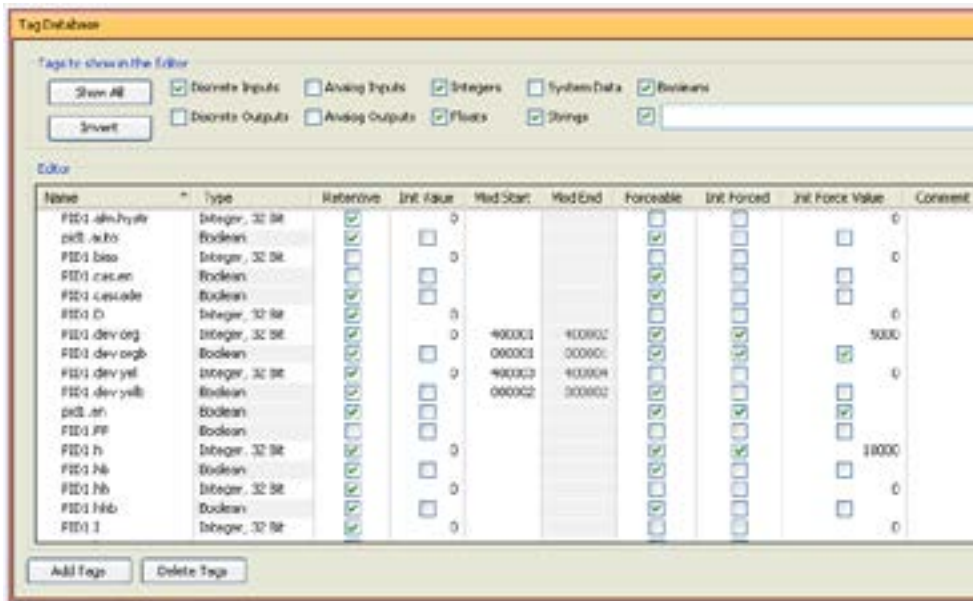 Tag Database
Tags to show in the Editor
Show All Discrete Inputs Analog Inputs Integers System Data Booleans
Invert Discrete Outputs Analog Outputs Floats Strings
Editor
Name Type Retentive Init Value Mod Start Mod End Forceable Init Forced Init Force Value Comment
PID1.alm.hystr Integer, 32 Bit 0 0
pid1.auto Boolean
PID1.bias Integer, 32 Bit 0 0
PID1.cas.en Boolean
PID1.cascade Boolean
PID1.D Integer, 32 Bit 0 0
PID1.dev.org Integer, 32 Bit 0 400001 400002 5000
PID1.dev.orgb Boolean 000001 000001
PID1.dev.yel Integer, 32 Bit 0 400003 400004 0
PID1.dev.yelb Boolean 000002 000002
pid1.en Boolean
PID1.FF Boolean
PID1.h Integer, 32 Bit 0 10000
PID1.hb Boolean
PID1.hh Integer, 32 Bit 0 0
PID1.hhb Boolean
PID1.I Integer, 32 Bit 0 0
Add Tags Delete Tags